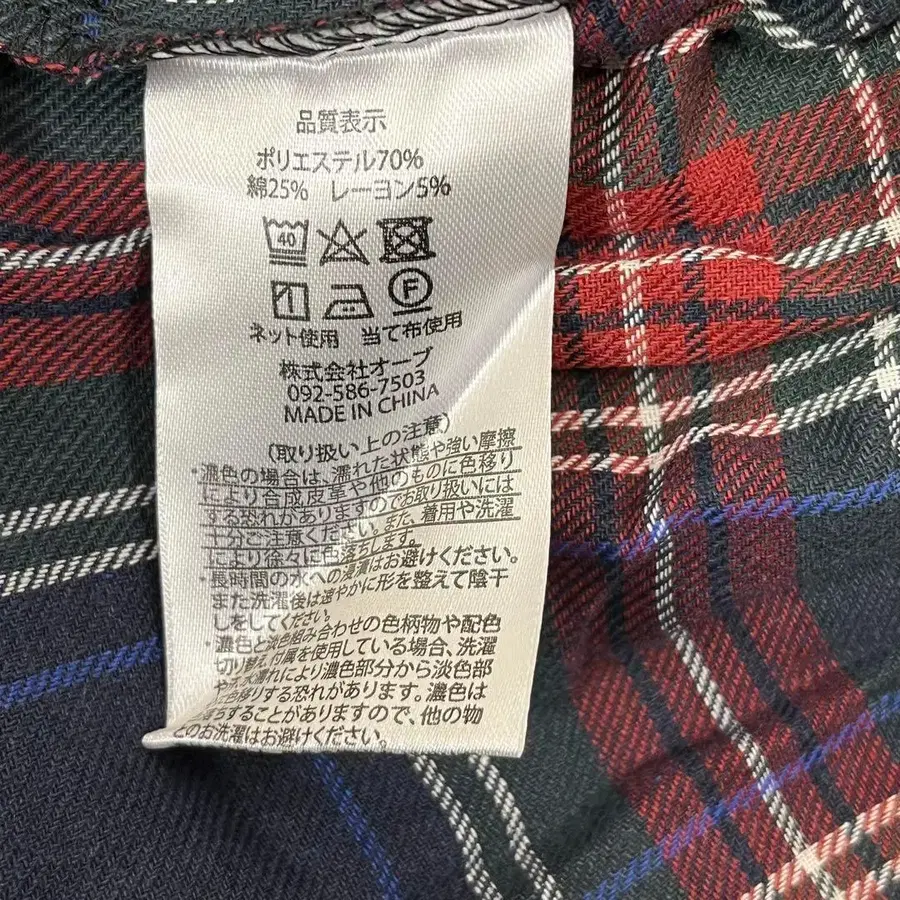 品質表示
ポリエステル70%
綿25% レーヨン5%
40
F
ネット使用 当て布使用
株式会社オーブ
092-586-7503
MADE IN CHINA
(取り扱い上の注意)
・濃色の場合は、濡れた状態や強い摩擦
により合成皮革や他のものに色移り
する恐れがありますのでお取り扱いには
十分ご注意ください。また、着用や洗濯
により徐々に色落ちします。
・長時間の水への浸漬はお避けください。
また洗濯後は速やかに形を整えて陰干
しをしてください。
・濃色と淡色組み合わせの色柄物や配色
切り替え、付属を使用している場合、洗濯
や水濡れにより濃色部分から淡色部
に色移りする恐れがあります。濃色は
落ちすることがありますので、他の物
とのお洗濯はお避けください。